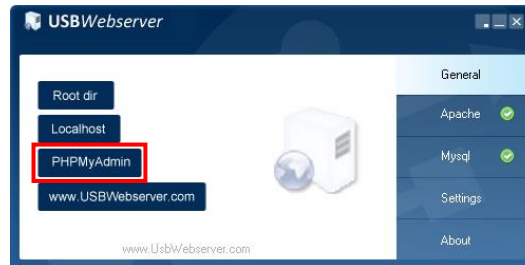 USBWebserver
General
Root dir
Apache
Localhost
PHPMyAdmin
Mysql
www.USBWebserver.com
Settings
www.UsbWebserver.com
About